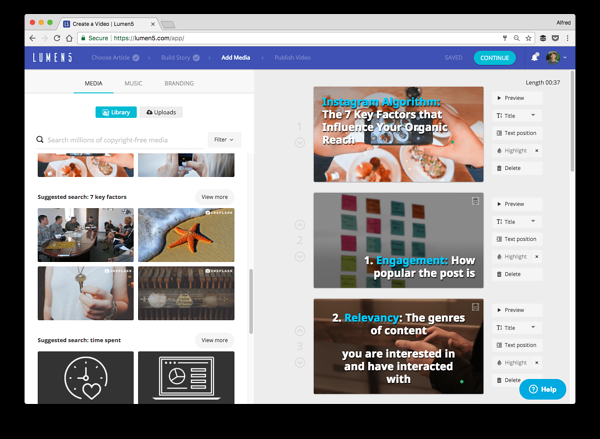 Create a Video | Lumen5
Alfred
Secure
https://lumen5.com/app/
LUMEN5
Choose Article
Build Story
Add Media
Publish Video
SAVED
CONTINUE
MEDIA
MUSIC
BRANDING
Library
Uploads
Search millions of copyright-free media
Filter
Suggested search: 7 key factors
View more
UNSPLASH
UNSPLASH
UNSPLASH
Suggested search: time spent
View more
Length 00:37
1
Instagram Algorithm:
The 7 Key Factors that
Influence Your Organic
Reach
Preview
Title
Text position
Highlight
Delete
2
1. Engagement: How
popular the post is
Preview
Title
Text position
Highlight
Delete
3
2. Relevancy: The genres
of content
you are interested in
and have interacted
with
Preview
Title
Text position
Highlight
Delete
Help